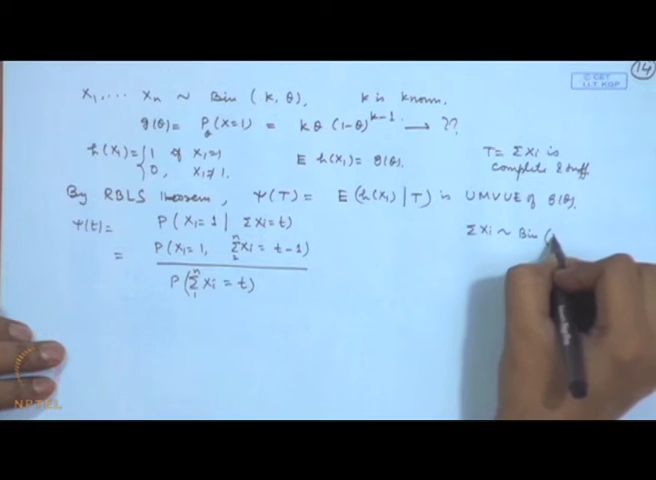 14
C CET
I.I.T. KGP
X₁, ... Xₙ ~ Bin (k, θ), k is known.
g(θ) = P_θ (X=1) = kθ (1-θ)^{k-1} → ??
h(X₁) = { 1 if X₁=1 E h(X₁) = g(θ). T = ΣXi is
0, X₁≠1. complete & suff.
By RBLS theorem, ψ(T) = E (h(X₁) | T) is UMVUE of g(θ).
ψ(t) = P (X₁=1 | ΣXi=t) ΣXi ~ Bin (
= P (X₁=1, Σ₂ⁿ Xi = t-1)
P (Σ₁ⁿ Xi = t)
NPTEL